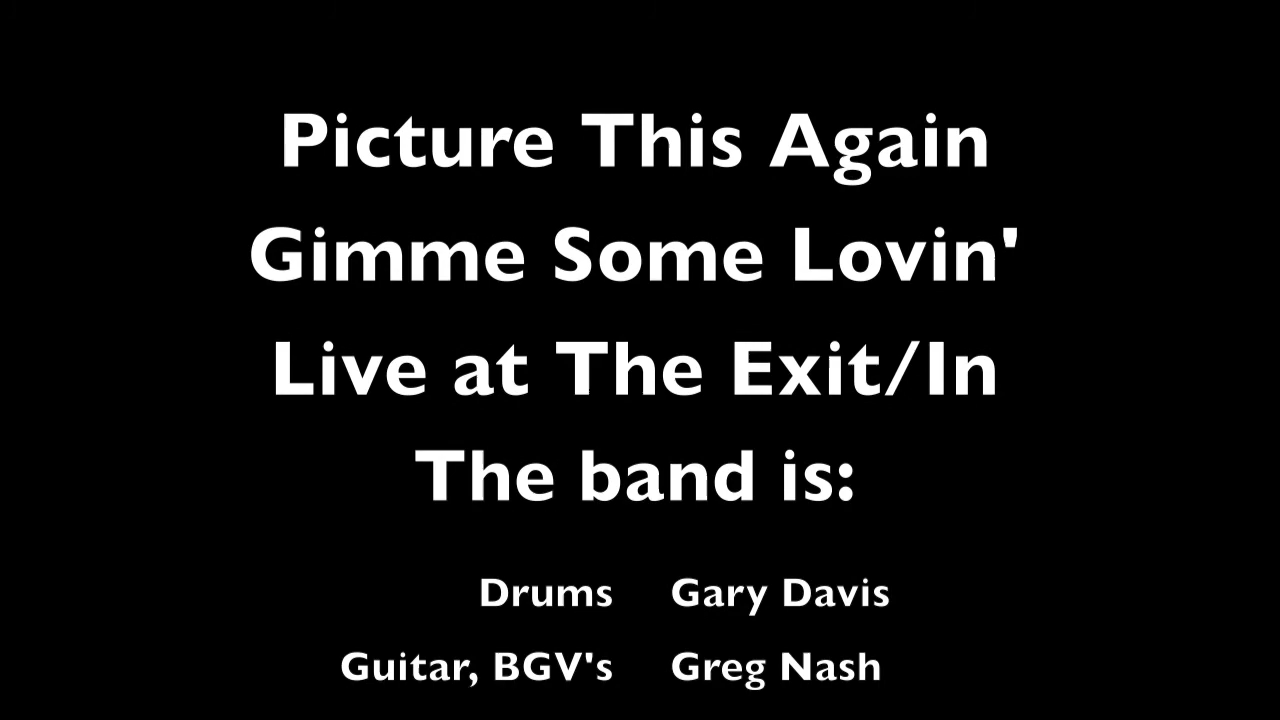 Picture This Again
Gimme Some Lovin'
Live at The Exit/In
The band is:
Drums Gary Davis
Guitar, BGV's Greg Nash